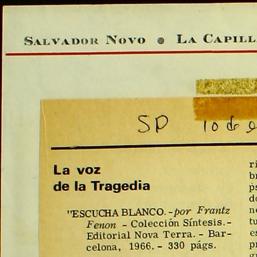 SALVADOR NOVO ● LA CAPILL
SP 10 de
La voz
de la Tragedia
"ESCUCHA BLANCO.-por Frantz
Fenon - Colección Síntesis.-
Editorial Nova Terra. - Bar-
celona, 1966. - 330 págs.